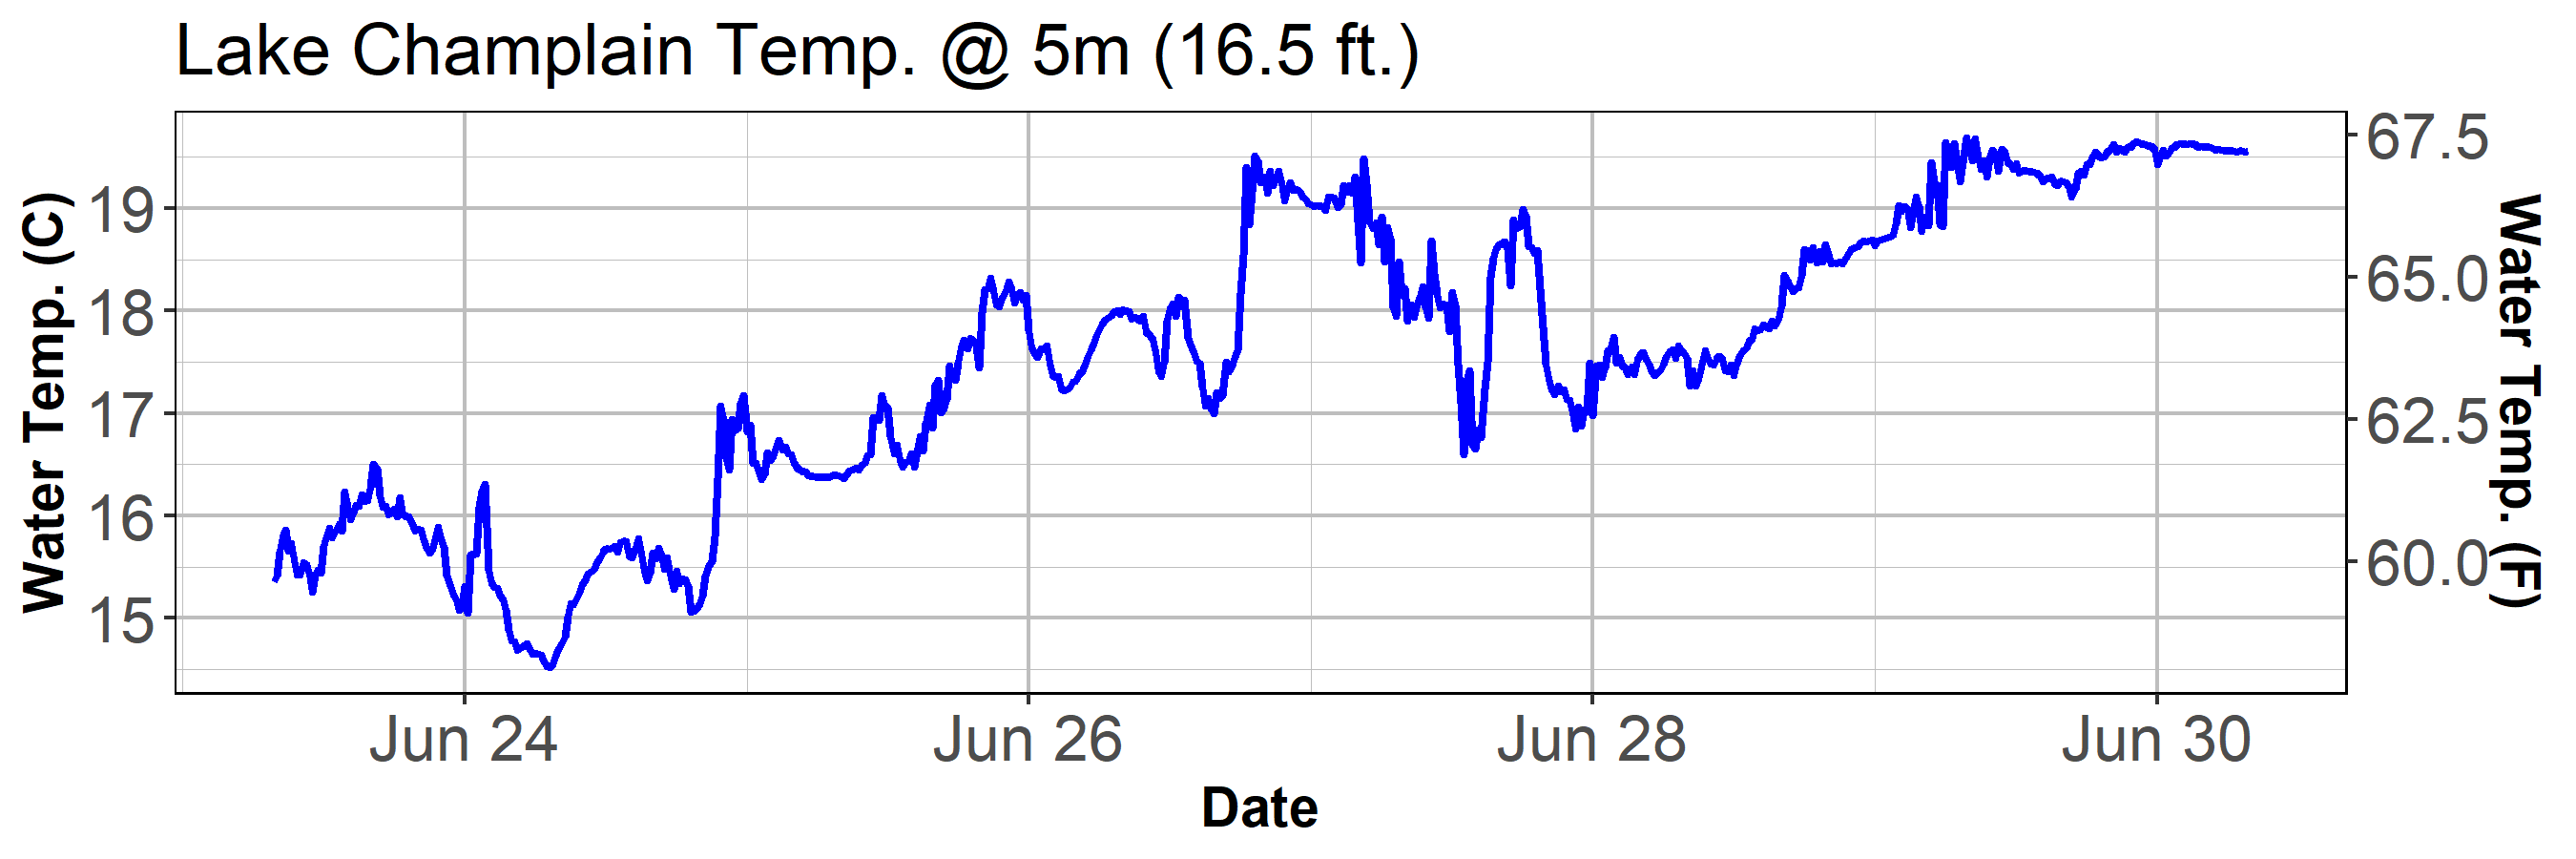 Lake Champlain Temp. @ 5m (16.5 ft.)
Water Temp. (C)
19
18
17
16
15
67.5
65.0
62.5
60.0
Water Temp. (F)
Jun 24 Jun 26 Jun 28 Jun 30
Date